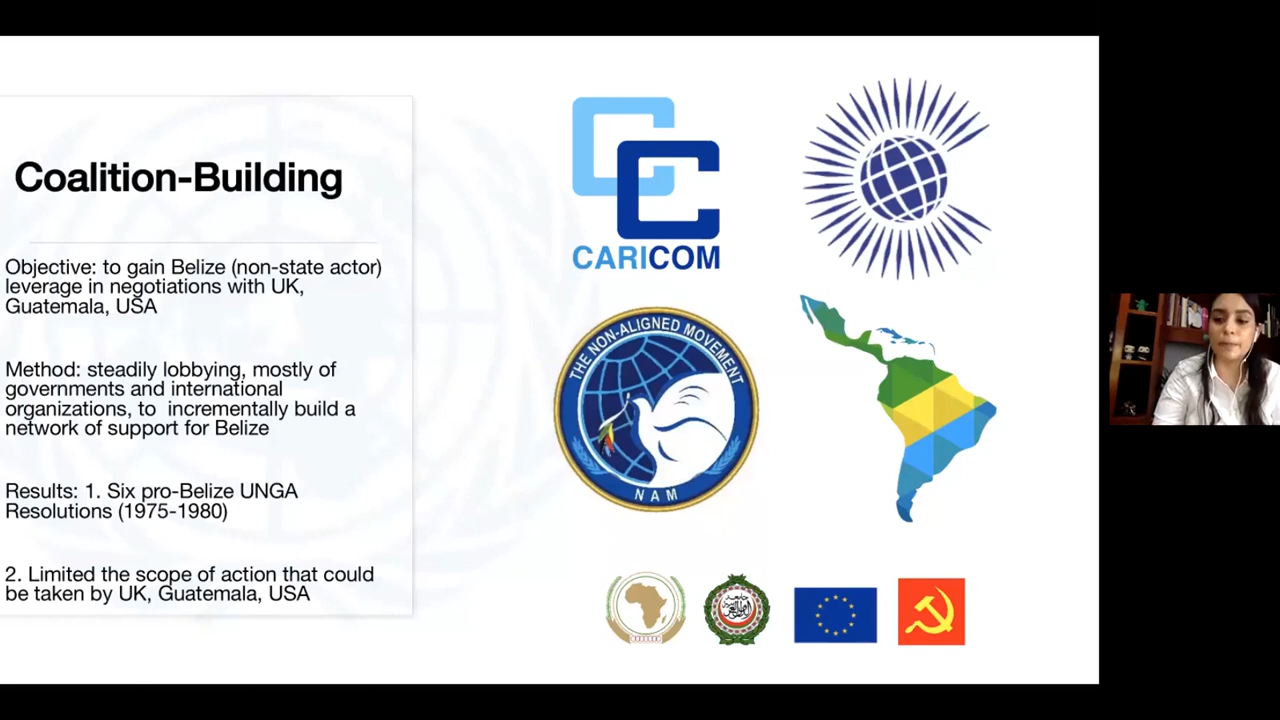 Coalition-Building
Objective: to gain Belize (non-state actor)
leverage in negotiations with UK,
Guatemala, USA
Method: steadily lobbying, mostly of
governments and international
organizations, to incrementally build a
network of support for Belize
Results: 1. Six pro-Belize UNGA
Resolutions (1975-1980)
2. Limited the scope of action that could
be taken by UK, Guatemala, USA
CARICOM
THE NON-ALIGNED MOVEMENT
NAM